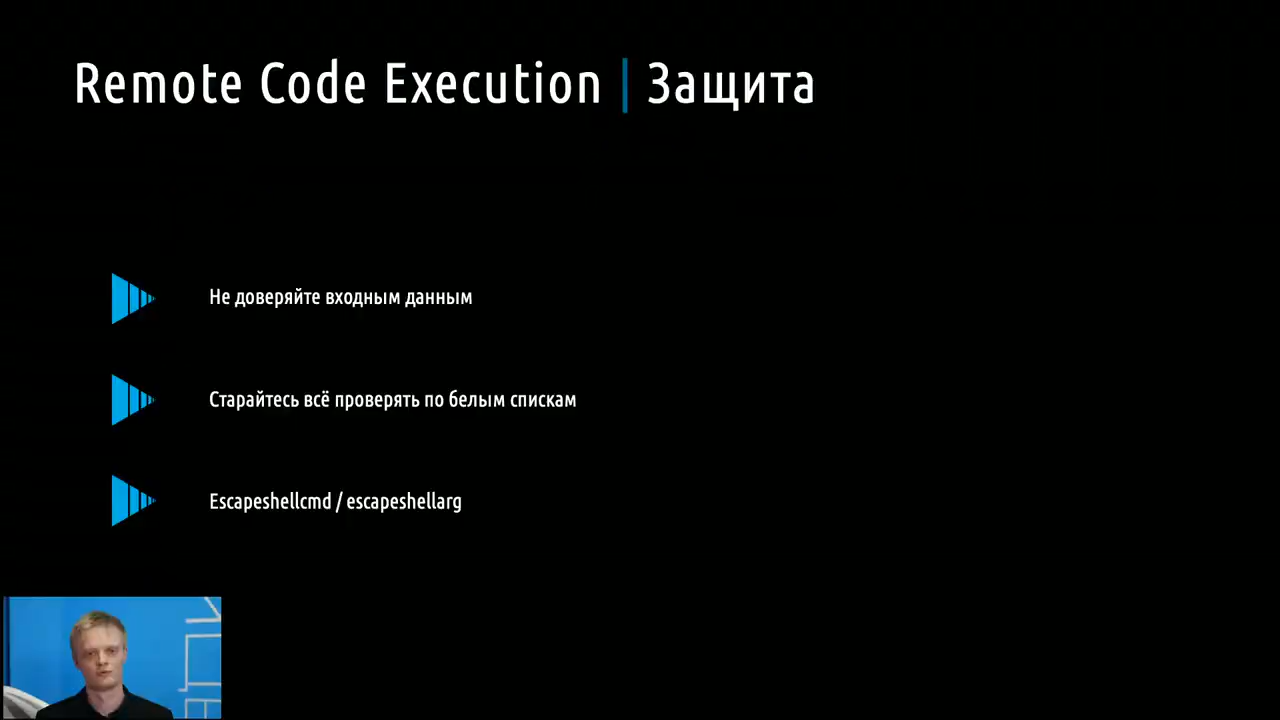 Remote Code Execution | Защита
Не доверяйте входным данным
Старайтесь всё проверять по белым спискам
Escapeshellcmd / escapeshellarg